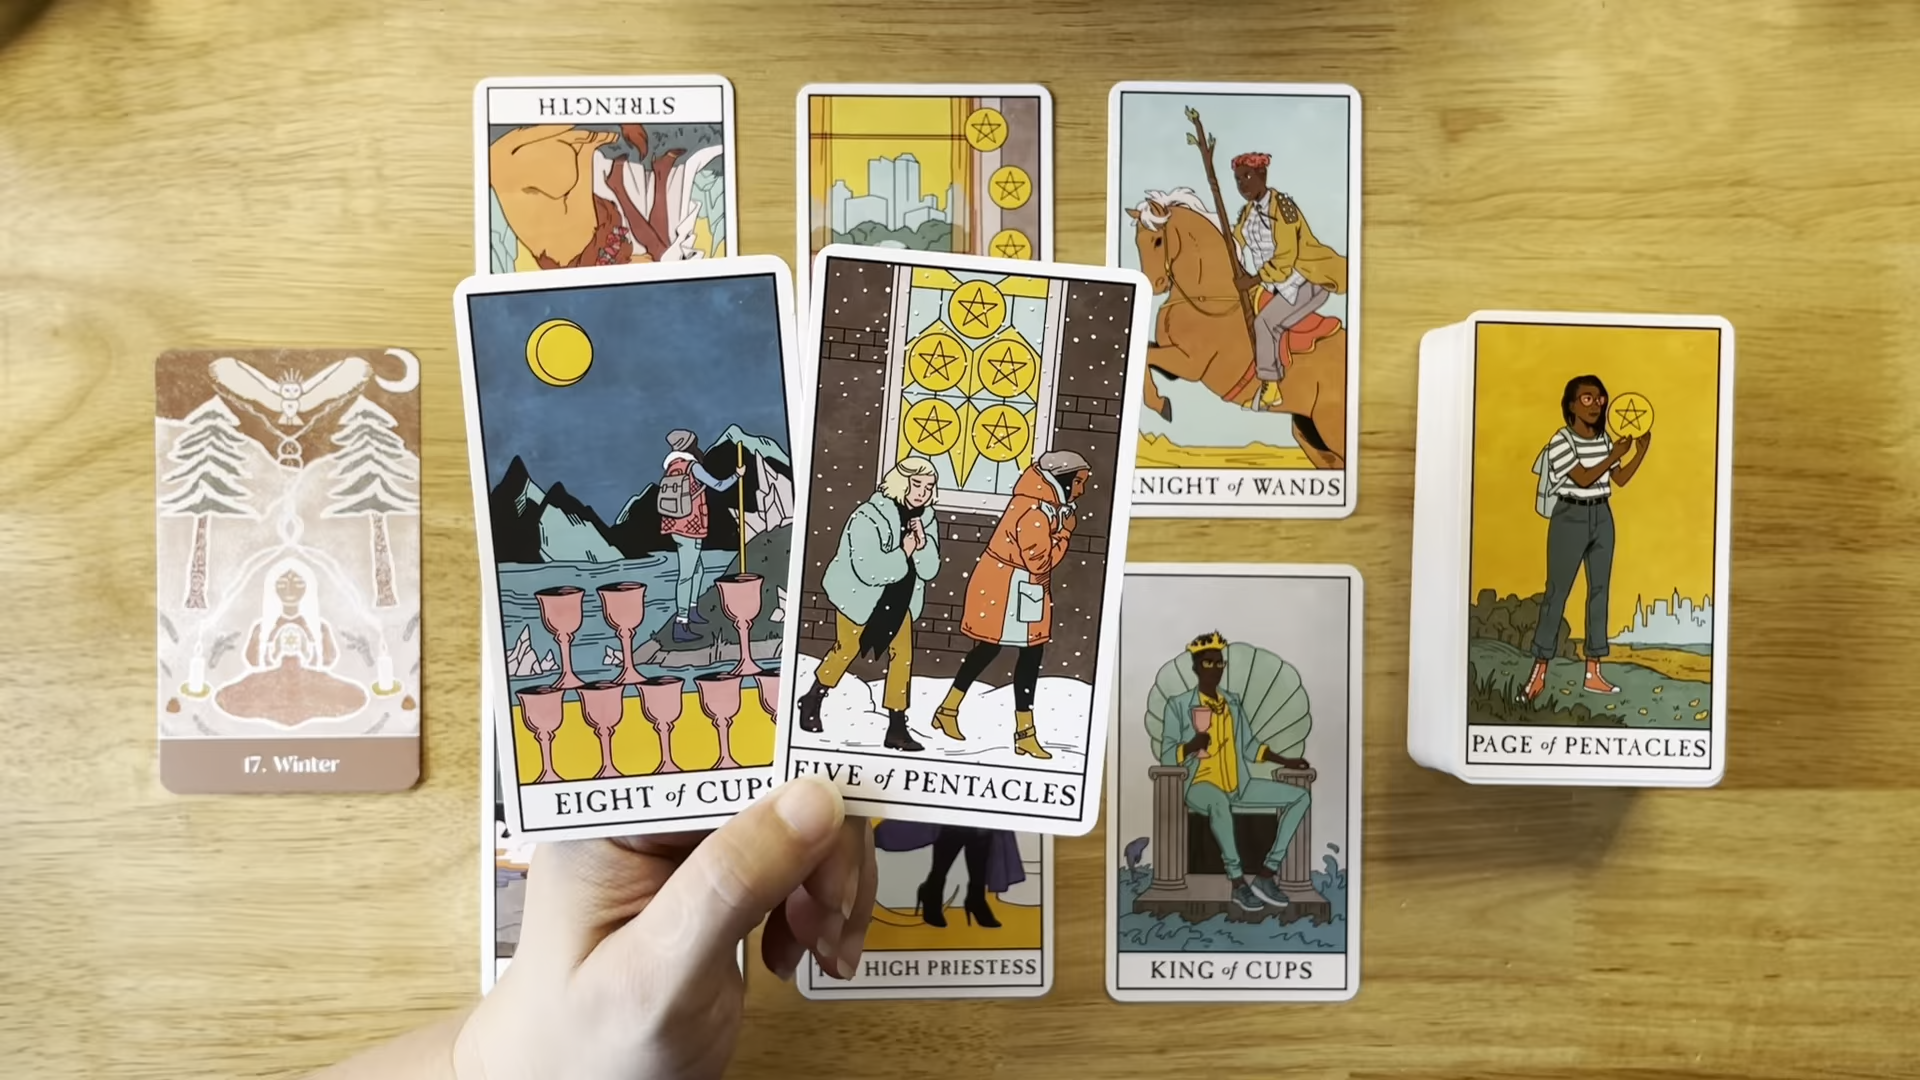 STRENGTH
KNIGHT of WANDS
17. Winter
EIGHT of CUPS
FIVE of PENTACLES
PAGE of PENTACLES
HIGH PRIESTESS
KING of CUPS